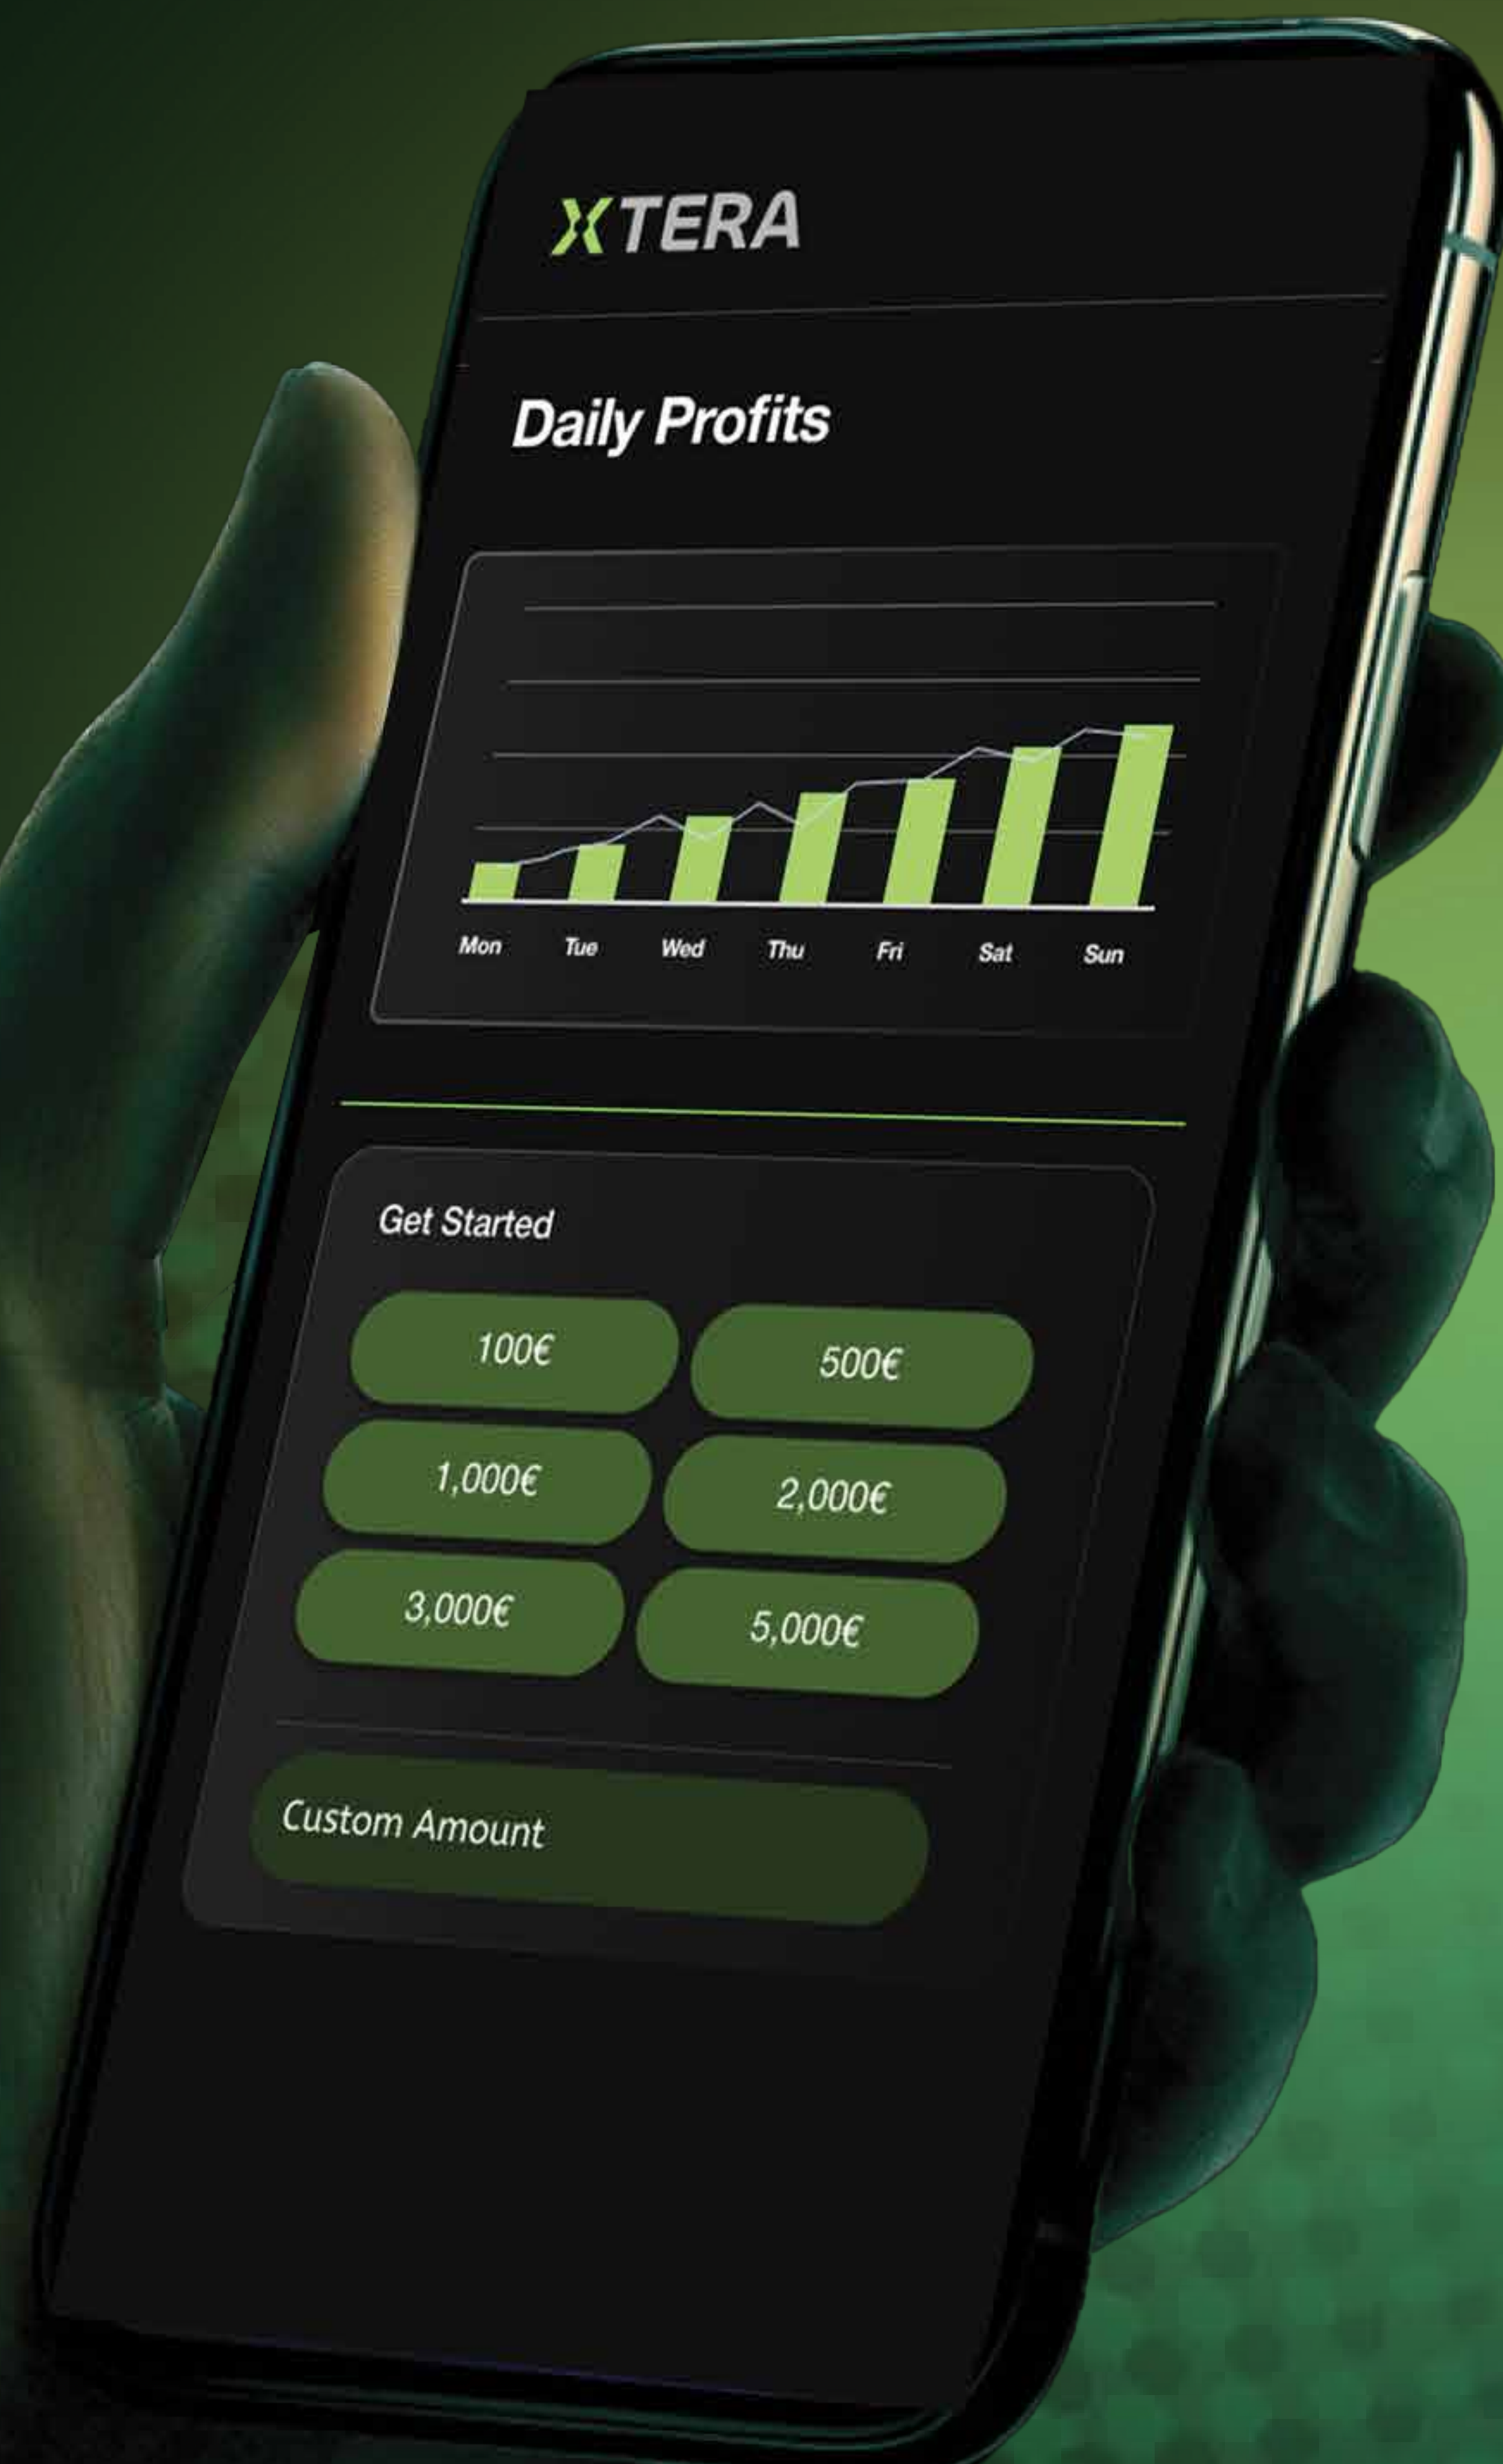 XTERA
Daily Profits
Mon Tue Wed Thu Fri Sat Sun
Get Started
100€ 500€
1,000€ 2,000€
3,000€ 5,000€
Custom Amount